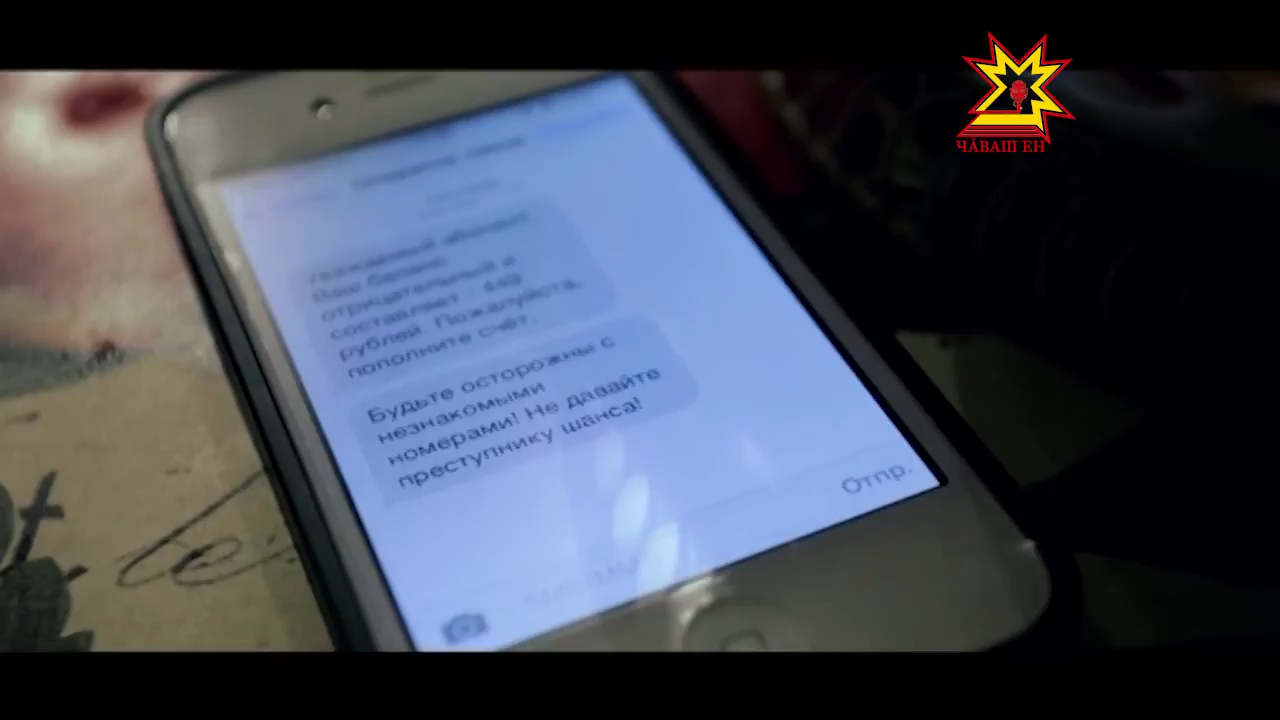 ЧӐВАШ ЕН
уважаемый абонент
Ваш баланс
отрицательный и
составляет - 449
рублей. Пожалуйста,
пополните счёт.
Будьте осторожны с
незнакомыми
номерами! Не давайте
преступнику шанса!
Отпр.